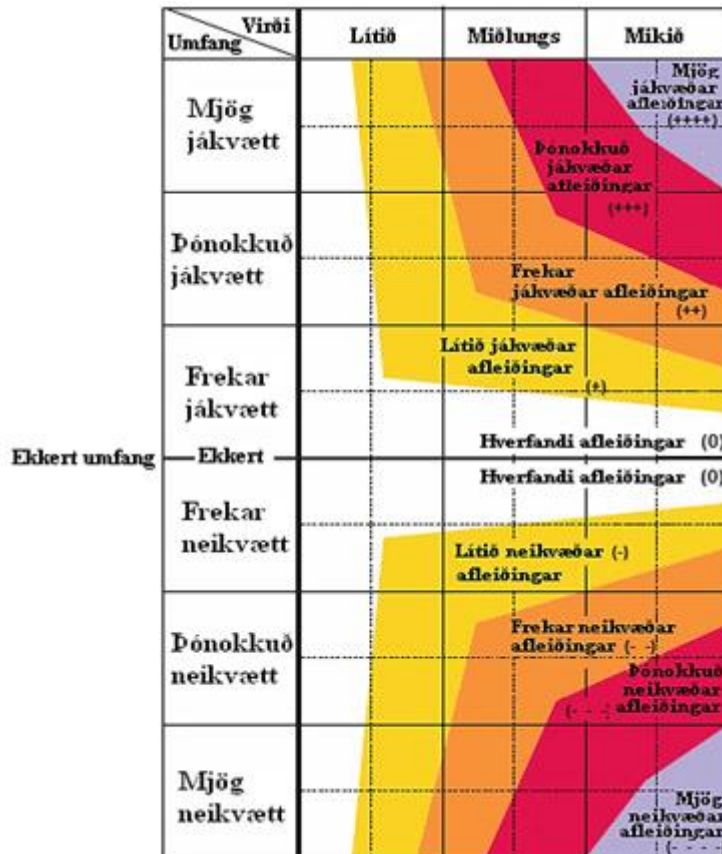 Virði
Umfang
Lítið
Miðlungs
Mikið
Mjög
jákvætt
Mjög
jákvæðar
afleiðingar
(++++)
Þónokkuð
jákvæðar
afleiðingar
(+++)
Þónokkuð
jákvætt
Frekar
jákvæðar afleiðingar
(++)
Frekar
jákvætt
Lítið jákvæðar
afleiðingar
(+)
Hverfandi afleiðingar (0)
Ekkert umfang
Ekkert
Hverfandi afleiðingar (0)
Frekar
neikvætt
Lítið neikvæðar (-)
afleiðingar
Þónokkuð
neikvætt
Frekar neikvæðar
afleiðingar (- -)
Þónokkuð
neikvæðar
(- - -) afleiðingar
Mjög
neikvætt
Mjög
neikvæðar
afleiðingar
(- - - -